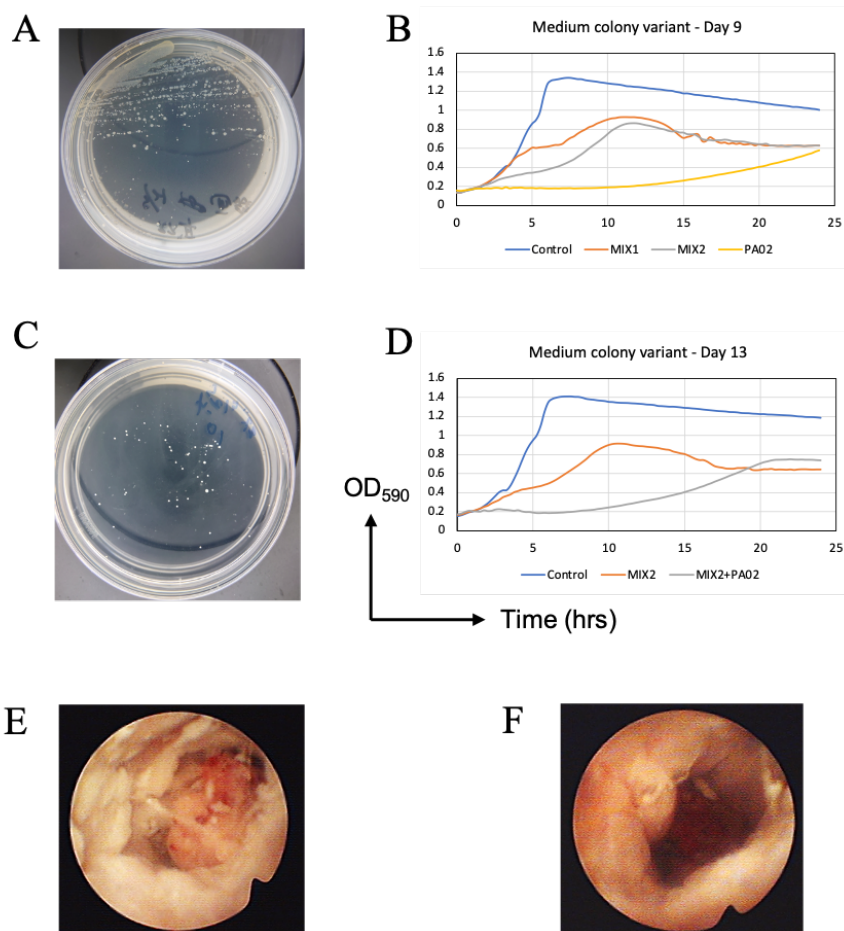 A
B
Medium colony variant - Day 9
1.6
1.4
1.2
1
0.8
0.6
0.4
0.2
0
0 5 10 15 20 25
Control MIX1 MIX2 PA02
C
D
Medium colony variant - Day 13
1.6
1.4
1.2
1
0.8
0.6
0.4
0.2
0
0 5 10 15 20 25
Control MIX2 MIX2+PA02
OD590
Time (hrs)
E
F